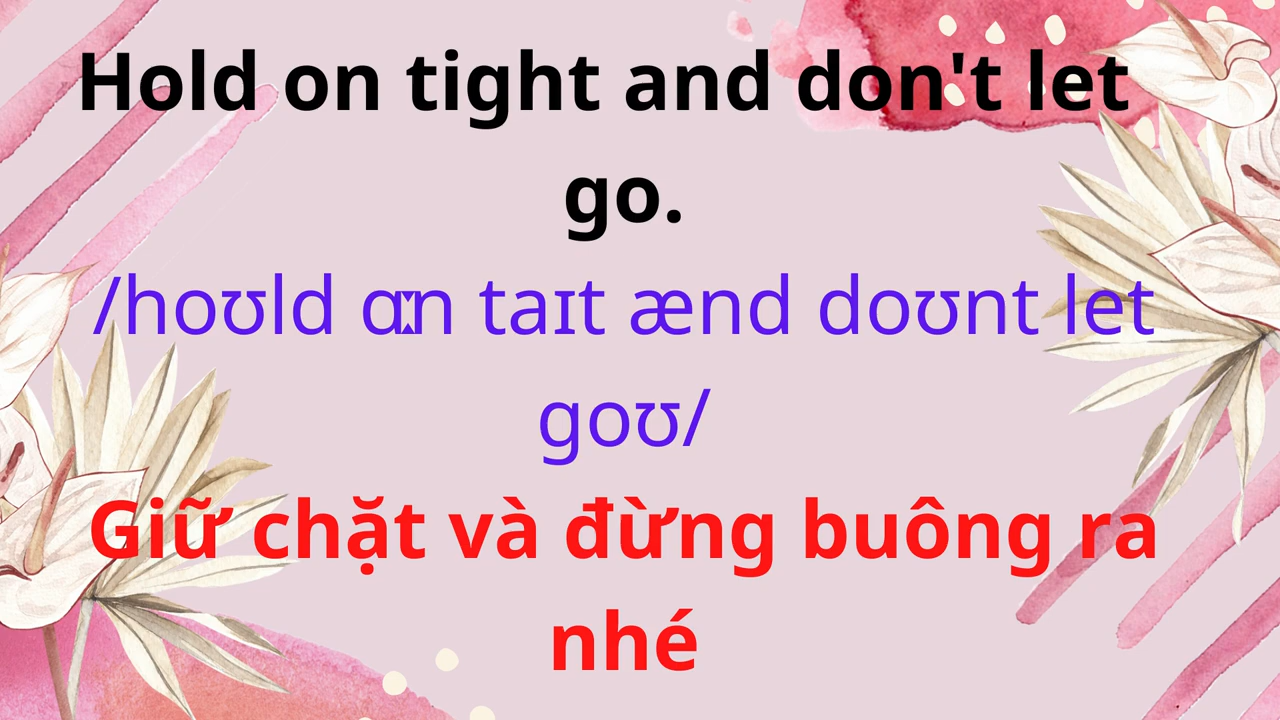 Hold on tight and don't let
go.
/hoʊld ɑːn taɪt ænd doʊnt let
goʊ/
Giữ chặt và đừng buông ra
nhé